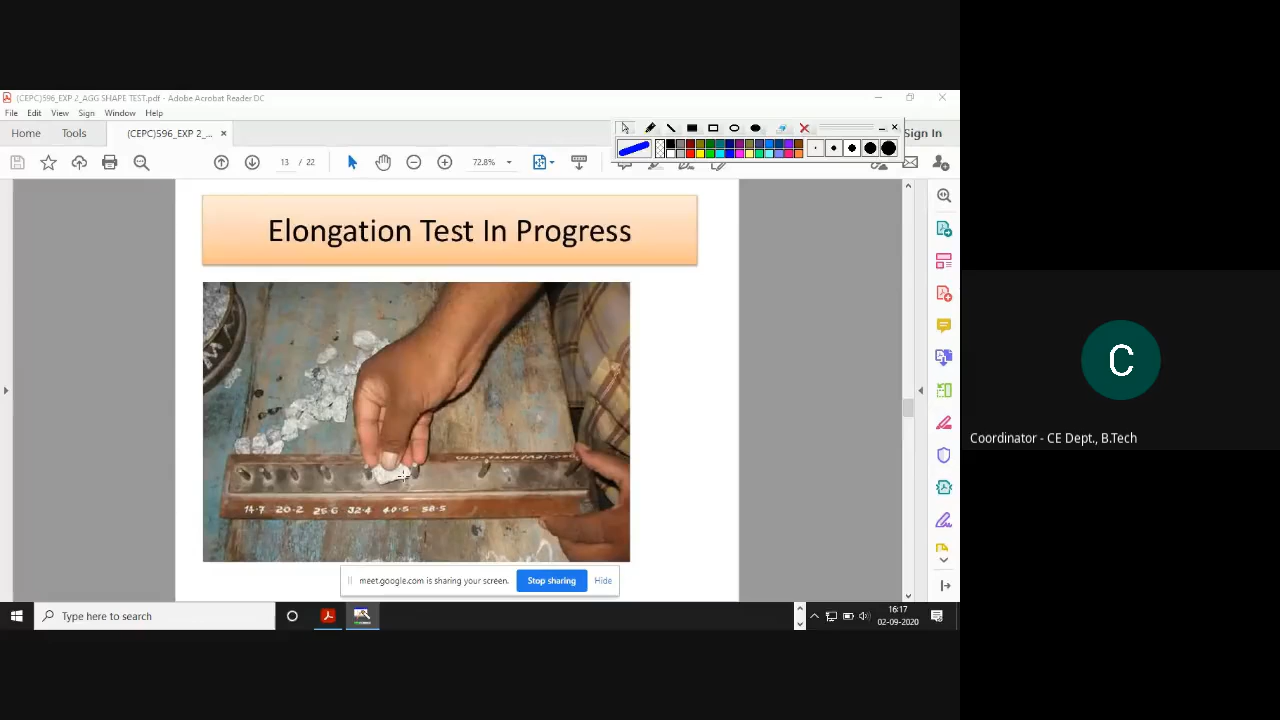 (CEPC)596_EXP 2_AGG SHAPE TEST.pdf - Adobe Acrobat Reader DC
File Edit View Sign Window Help
Home Tools (CEPC)596_EXP 2_... × Sign In
13 / 22 72.8%
Elongation Test In Progress
14.7 20.2 25.6 32.4 40.5 58.5
meet.google.com is sharing your screen. Stop sharing Hide
Type here to search
16:17
02-09-2020
C
Coordinator - CE Dept., B.Tech